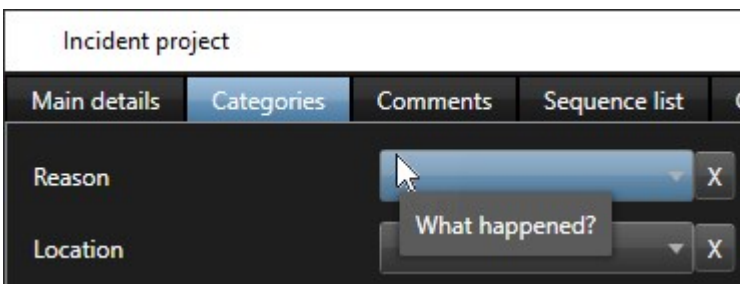 Incident project
Main details Categories Comments Sequence list
Reason X
What happened?
Location X